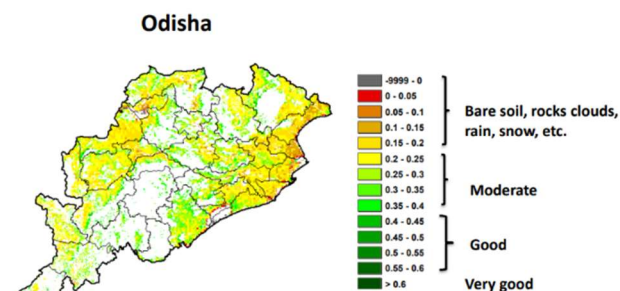 Odisha
-9999 - 0
0 - 0.05
0.05 - 0.1
0.1 - 0.15
0.15 - 0.2
0.2 - 0.25
0.25 - 0.3
0.3 - 0.35
0.35 - 0.4
0.4 - 0.45
0.45 - 0.5
0.5 - 0.55
0.55 - 0.6
> 0.6
Bare soil, rocks clouds,
rain, snow, etc.
Moderate
Good
Very good